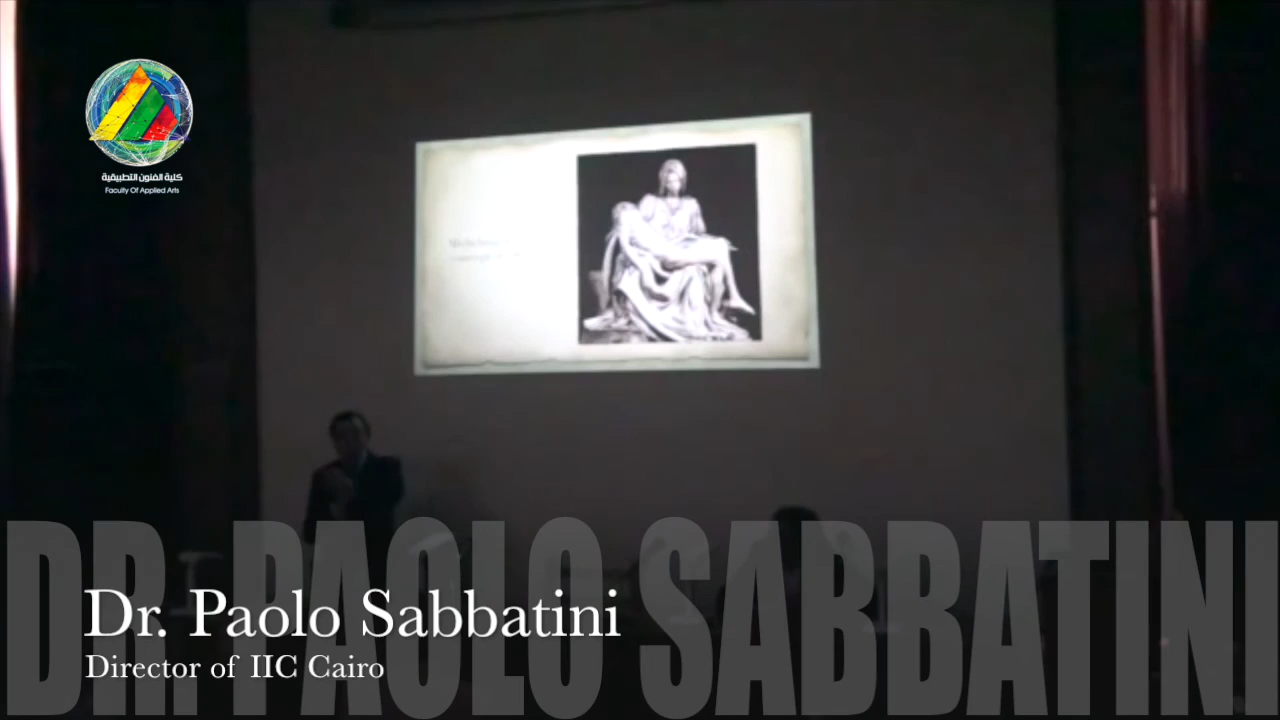 كلية الفنون التطبيقية
Faculty Of Applied Arts
DR. PAOLO SABBATINI
Dr. Paolo Sabbatini
Director of IIC Cairo